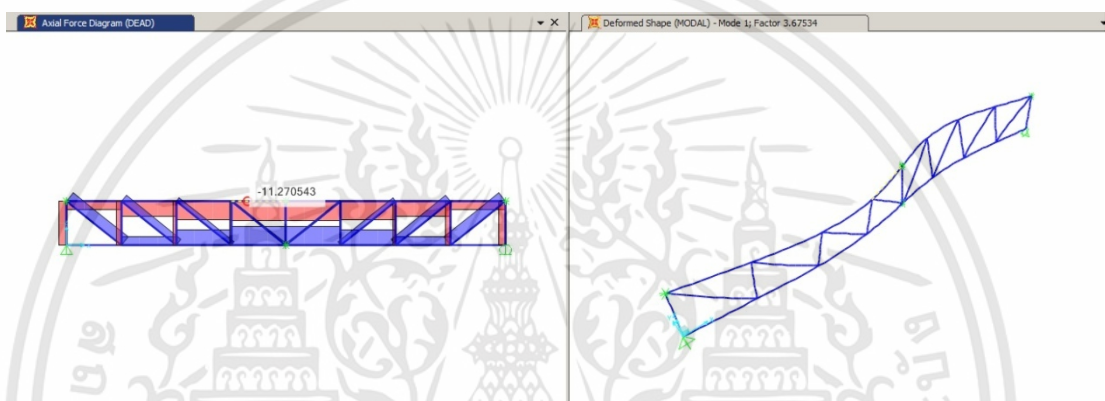 Axial Force Diagram (DEAD)
Deformed Shape (MODAL) - Mode 1; Factor 3.67534
-11.270543